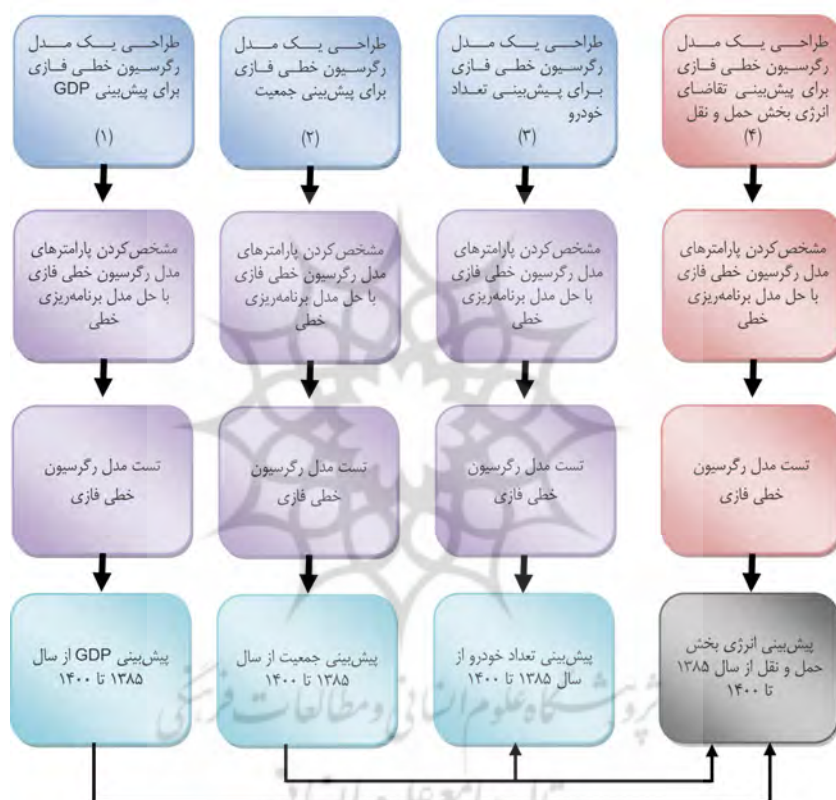 طراحی یک مدل
رگرسیون خطی فازی
برای پیش‌بینی تقاضای
انرژی بخش حمل و نقل
(۴)
طراحی یک مدل
رگرسیون خطی فازی
برای پیش‌بینی تعداد
خودرو
(۳)
طراحی یک مدل
رگرسیون خطی فازی
برای پیش‌بینی جمعیت
(۲)
طراحی یک مدل
رگرسیون خطی فازی
برای پیش‌بینی GDP
(۱)
مشخص‌کردن پارامترهای
مدل رگرسیون خطی فازی
با حل مدل برنامه‌ریزی
خطی
مشخص‌کردن پارامترهای
مدل رگرسیون خطی فازی
با حل مدل برنامه‌ریزی
خطی
مشخص‌کردن پارامترهای
مدل رگرسیون خطی فازی
با حل مدل برنامه‌ریزی
خطی
مشخص‌کردن پارامترهای
مدل رگرسیون خطی فازی
با حل مدل برنامه‌ریزی
خطی
تست مدل رگرسیون
خطی فازی
تست مدل رگرسیون
خطی فازی
تست مدل رگرسیون
خطی فازی
تست مدل رگرسیون
خطی فازی
پیش‌بینی انرژی بخش
حمل و نقل از سال ۱۳۸۵
تا ۱۴۰۰
پیش‌بینی تعداد خودرو از
سال ۱۳۸۵ تا ۱۴۰۰
پیش‌بینی جمعیت از سال
۱۳۸۵ تا ۱۴۰۰
پیش‌بینی GDP از سال
۱۳۸۵ تا ۱۴۰۰
پژوهشگاه علوم انسانی و مطالعات فرهنگی